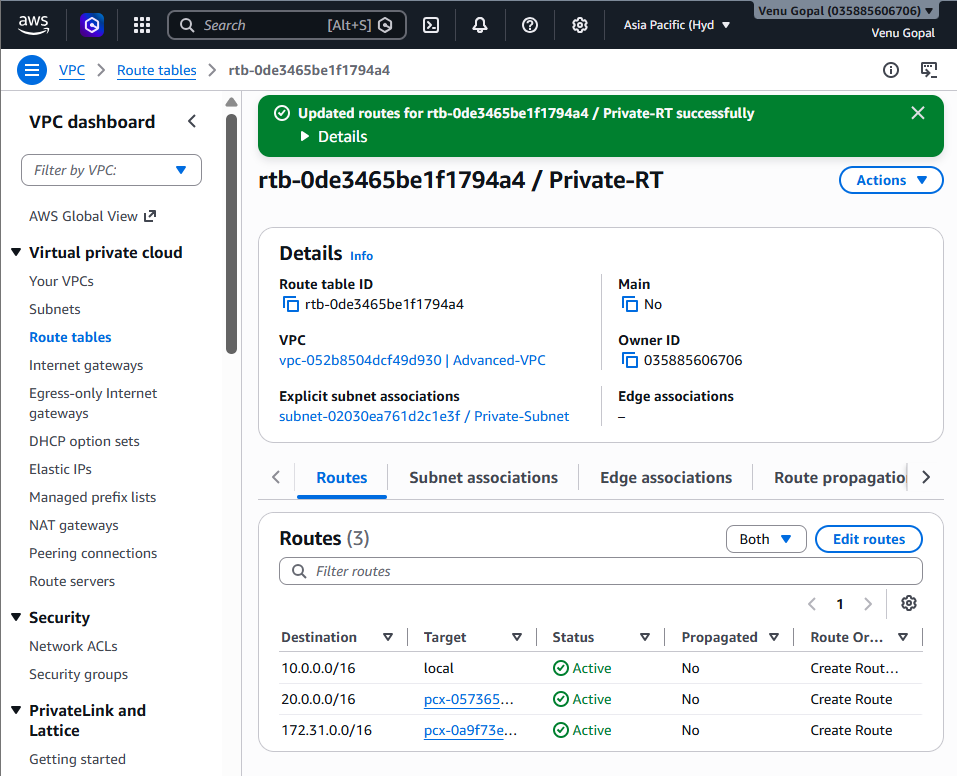 aws
Search [Alt+S]
Asia Pacific (Hyd
Venu Gopal (035885606706)
Venu Gopal
VPC
Route tables
rtb-0de3465be1f1794a4
VPC dashboard
Filter by VPC:
AWS Global View
Virtual private cloud
Your VPCs
Subnets
Route tables
Internet gateways
Egress-only Internet
gateways
DHCP option sets
Elastic IPs
Managed prefix lists
NAT gateways
Peering connections
Route servers
Security
Network ACLs
Security groups
PrivateLink and
Lattice
Getting started
Updated routes for rtb-0de3465be1f1794a4 / Private-RT successfully
Details
rtb-0de3465be1f1794a4 / Private-RT
Actions
Details Info
Route table ID
rtb-0de3465be1f1794a4
Main
No
VPC
vpc-052b8504dcf49d930 | Advanced-VPC
Owner ID
035885606706
Explicit subnet associations
subnet-02030ea761d2c1e3f / Private-Subnet
Edge associations
–
Routes Subnet associations Edge associations Route propagatio
Routes (3)
Both
Edit routes
Filter routes
1
Destination Target Status Propagated Route Or...
10.0.0.0/16 local Active No Create Rout...
20.0.0.0/16 pcx-057365... Active No Create Route
172.31.0.0/16 pcx-0a9f73e... Active No Create Route